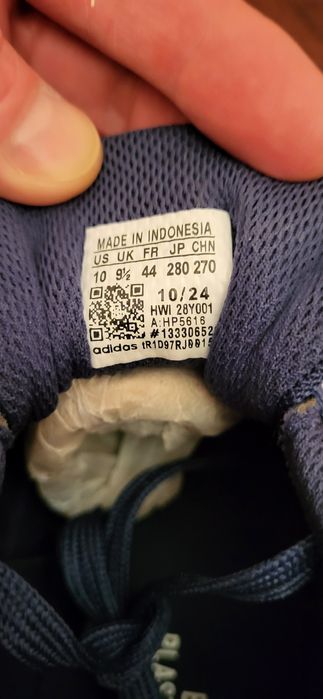 MADE IN INDONESIA
US UK FR JP CHN
10 9½ 44 280 270
10/24
HWI 28Y001
A:HP5616
#13330652
adidas
BLAC